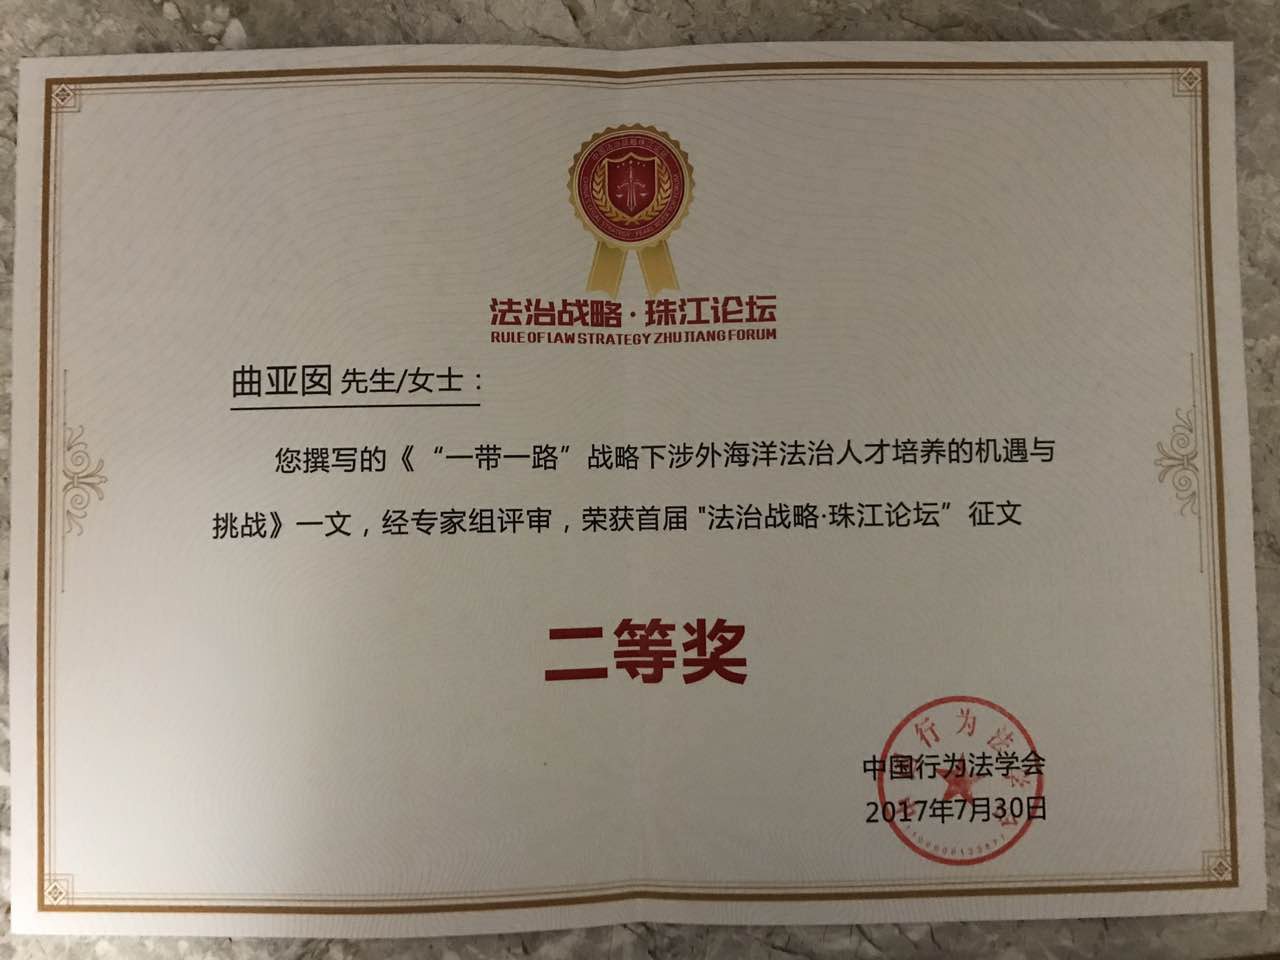 法治战略·珠江论坛
RULE OF LAW STRATEGY ZHUJIANG FORUM
曲亚囡 先生/女士：
您撰写的《“一带一路”战略下涉外海洋法治人才培养的机遇与
挑战》一文，经专家组评审，荣获首届 "法治战略·珠江论坛” 征文
二等奖
中国行为法学会
2017年7月30日